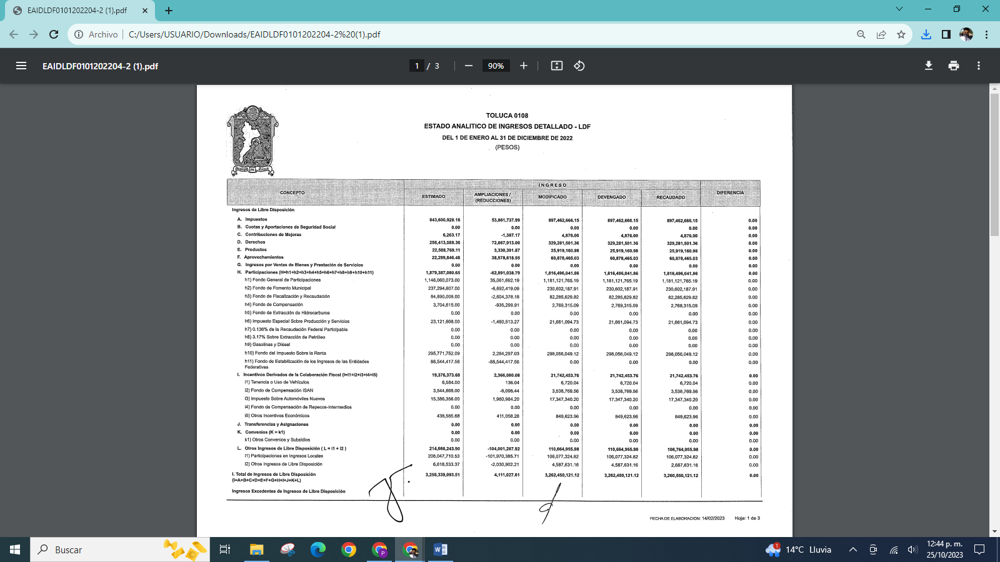 EAIDLDF0101202204-2 (1).pdf
Archivo C:/Users/USUARIO/Downloads/EAIDLDF0101202204-2%20(1).pdf
EAIDLDF0101202204-2 (1).pdf 1 / 3 90%
TOLUCA 0108
ESTADO ANALITICO DE INGRESOS DETALLADO - LDF
DEL 1 DE ENERO AL 31 DE DICIEMBRE DE 2022
(PESOS)
INGRESO
CONCEPTO ESTIMADO AMPLIACIONES / (REDUCCIONES) MODIFICADO DEVENGADO RECAUDADO DIFERENCIA
Ingresos de Libre Disposición
A. Impuestos 843,600,928.16 53,861,737.99 897,462,666.15 897,462,666.15 897,462,666.15 0.00
B. Cuotas y Aportaciones de Seguridad Social 0.00 0.00 0.00 0.00 0.00 0.00
C. Contribuciones de Mejoras 6,263.17 -1,387.17 4,876.00 4,876.00 4,876.00 0.00
D. Derechos 256,413,588.36 72,867,913.00 329,281,501.36 329,281,501.36 329,281,501.36 0.00
E. Productos 22,588,769.11 3,330,391.87 25,919,160.98 25,919,160.98 25,919,160.98 0.00
F. Aprovechamientos 22,299,846.48 38,578,618.55 60,878,465.03 60,878,465.03 60,878,465.03 0.00
G. Ingresos por Ventas de Bienes y Prestación de Servicios 0.00 0.00 0.00 0.00 0.00 0.00
H. Participaciones (H=h1+h2+h3+h4+h5+h6+h7+h8+h9+h10+h11) 1,879,387,080.65 -62,891,038.79 1,816,496,041.86 1,816,496,041.86 1,816,496,041.86 0.00
h1) Fondo General de Participaciones 1,146,060,073.00 35,061,692.19 1,181,121,765.19 1,181,121,765.19 1,181,121,765.19 0.00
h2) Fondo de Fomento Municipal 237,294,607.00 -6,692,419.09 230,602,187.91 230,602,187.91 230,602,187.91 0.00
h3) Fondo de Fiscalización y Recaudación 84,890,008.00 -2,604,378.18 82,285,629.82 82,285,629.82 82,285,629.82 0.00
h4) Fondo de Compensación 3,704,615.00 -935,299.91 2,769,315.09 2,769,315.09 2,769,315.09 0.00
h5) Fondo de Extracción de Hidrocarburos 0.00 0.00 0.00 0.00 0.00 0.00
h6) Impuesto Especial Sobre Producción y Servicios 23,121,608.00 -1,460,513.27 21,661,094.73 21,661,094.73 21,661,094.73 0.00
h7) 0.136% de la Recaudación Federal Participable 0.00 0.00 0.00 0.00 0.00 0.00
h8) 3.17% Sobre Extracción de Petróleo 0.00 0.00 0.00 0.00 0.00 0.00
h9) Gasolinas y Diésel 0.00 0.00 0.00 0.00 0.00 0.00
h10) Fondo del Impuesto Sobre la Renta 295,771,752.09 2,284,297.03 298,056,049.12 298,056,049.12 298,056,049.12 0.00
h11) Fondo de Estabilización de los Ingresos de las Entidades 88,544,417.56 -88,544,417.56 0.00 0.00 0.00 0.00
Federativas
I. Incentivos Derivados de la Colaboración Fiscal (I=i1+i2+i3+i4+i5) 19,376,373.68 2,366,080.08 21,742,453.76 21,742,453.76 21,742,453.76 0.00
i1) Tenencia o Uso de Vehículos 6,584.00 136.04 6,720.04 6,720.04 6,720.04 0.00
i2) Fondo de Compensación ISAN 3,544,868.00 -6,098.44 3,538,769.56 3,538,769.56 3,538,769.56 0.00
i3) Impuesto Sobre Automóviles Nuevos 15,386,356.00 1,960,984.20 17,347,340.20 17,347,340.20 17,347,340.20 0.00
i4) Fondo de Compensación de Repecos-Intermedios 0.00 0.00 0.00 0.00 0.00 0.00
i5) Otros Incentivos Económicos 438,565.68 411,058.28 849,623.96 849,623.96 849,623.96 0.00
J. Transferencias y Asignaciones 0.00 0.00 0.00 0.00 0.00 0.00
K. Convenios (K = k1) 0.00 0.00 0.00 0.00 0.00 0.00
k1) Otros Convenios y Subsidios 0.00 0.00 0.00 0.00 0.00 0.00
L. Otros Ingresos de Libre Disposición ( L = l1 + l2 ) 214,666,243.90 -104,001,287.92 110,664,955.98 110,664,955.98 108,764,955.98 0.00
l1) Participaciones en Ingresos Locales 208,047,710.53 -101,970,385.71 106,077,324.82 106,077,324.82 106,077,324.82 0.00
l2) Otros Ingresos de Libre Disposición 6,618,533.37 -2,030,902.21 4,587,631.16 4,587,631.16 2,687,631.16 0.00
I. Total de Ingresos de Libre Disposición 3,258,339,093.51 4,111,027.61 3,262,450,121.12 3,262,450,121.12 3,260,550,121.12 0.00
(I=A+B+C+D+E+F+G+H+I+J+K+L)
Ingresos Excedentes de Ingresos de Libre Disposición
FECHA DE ELABORACION: 14/02/2023 Hoja: 1 de 3
Buscar 14°C Lluvia 12:44 p. m.
25/10/2023